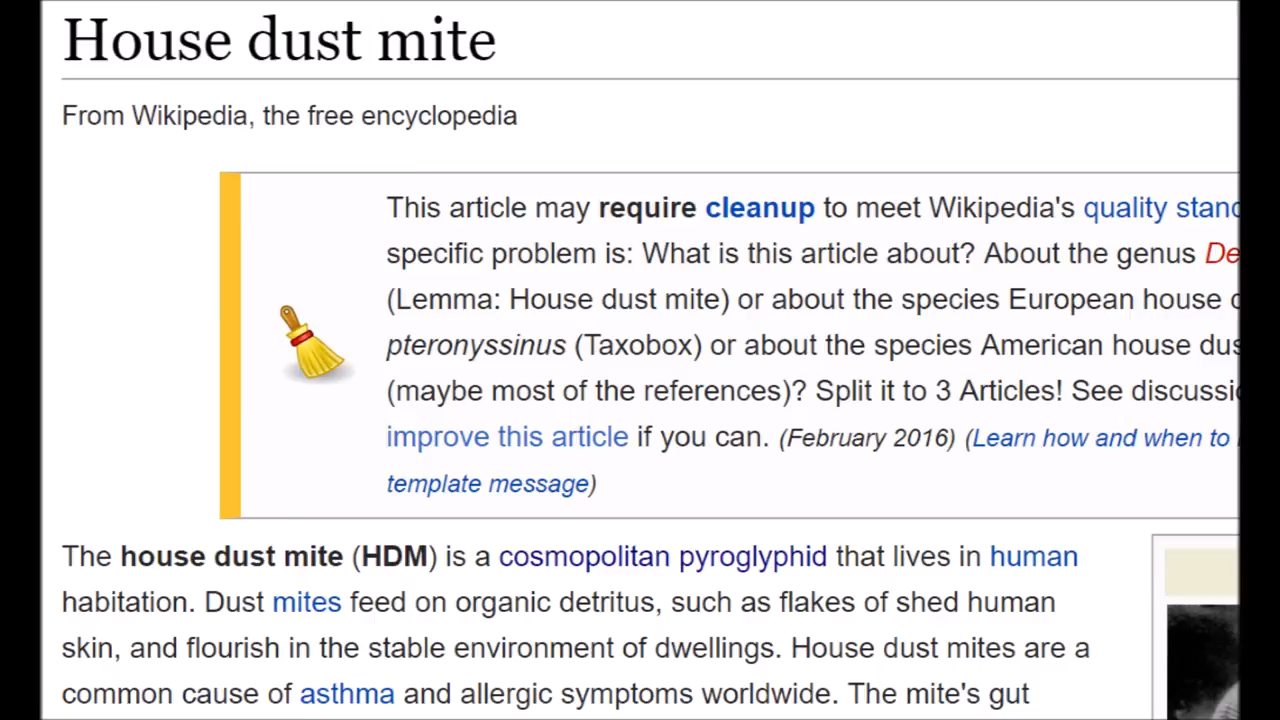 House dust mite
From Wikipedia, the free encyclopedia
This article may require cleanup to meet Wikipedia's quality
specific problem is: What is this article about? About the genus
(Lemma: House dust mite) or about the species European house
pteronyssinus (Taxobox) or about the species American house
(maybe most of the references)? Split it to 3 Articles! See
improve this article if you can. (February 2016) (Learn how and when to
template message)
The house dust mite (HDM) is a cosmopolitan pyroglyphid that lives in human
habitation. Dust mites feed on organic detritus, such as flakes of shed human
skin, and flourish in the stable environment of dwellings. House dust mites are a
common cause of asthma and allergic symptoms worldwide. The mite's gut